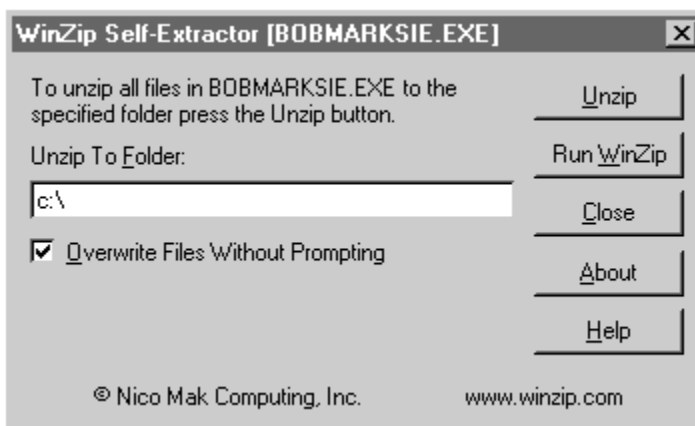 WinZip Self-Extractor [BOBMARKSIE.EXE]
To unzip all files in BOBMARKSIE.EXE to the
specified folder press the Unzip button.
Unzip To Folder:
c:\
Overwrite Files Without Prompting
Unzip
Run WinZip
Close
About
Help
© Nico Mak Computing, Inc.
www.winzip.com